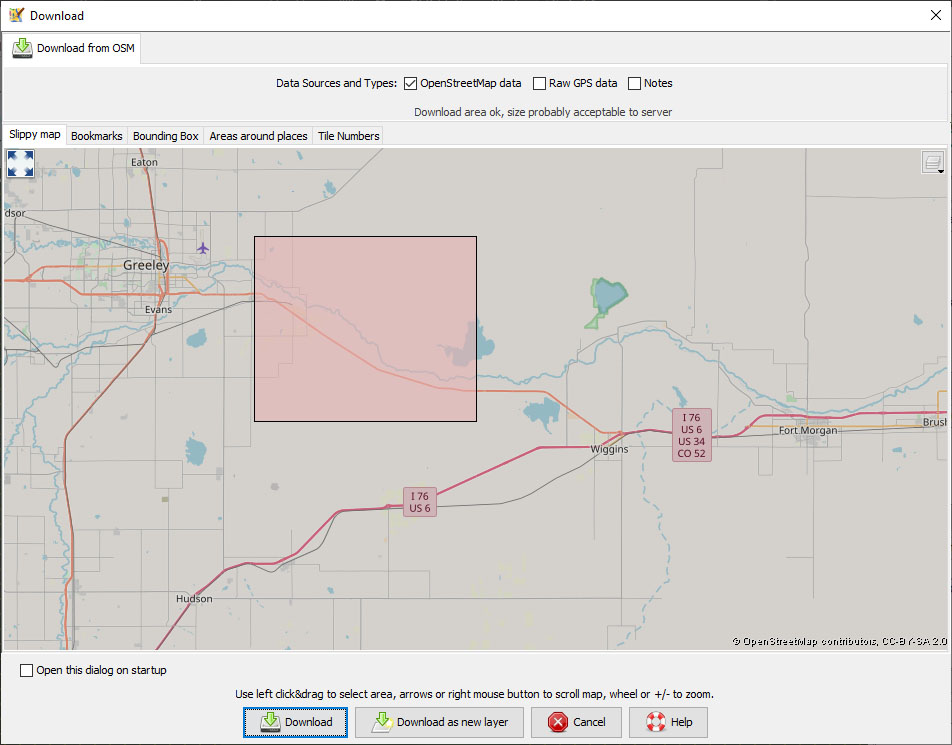 Download
Download from OSM
Data Sources and Types: OpenStreetMap data Raw GPS data Notes
Download area ok, size probably acceptable to server
Slippy map Bookmarks Bounding Box Areas around places Tile Numbers
Eaton
dsor
Greeley
Evans
I 76
US 6
US 34
CO 52
Brush
Fort Morgan
Wiggins
I 76
US 6
Hudson
© OpenStreetMap contributors, CC-BY-SA 2.0
Open this dialog on startup
Use left click&drag to select area, arrows or right mouse button to scroll map, wheel or +/- to zoom.
Download Download as new layer Cancel Help